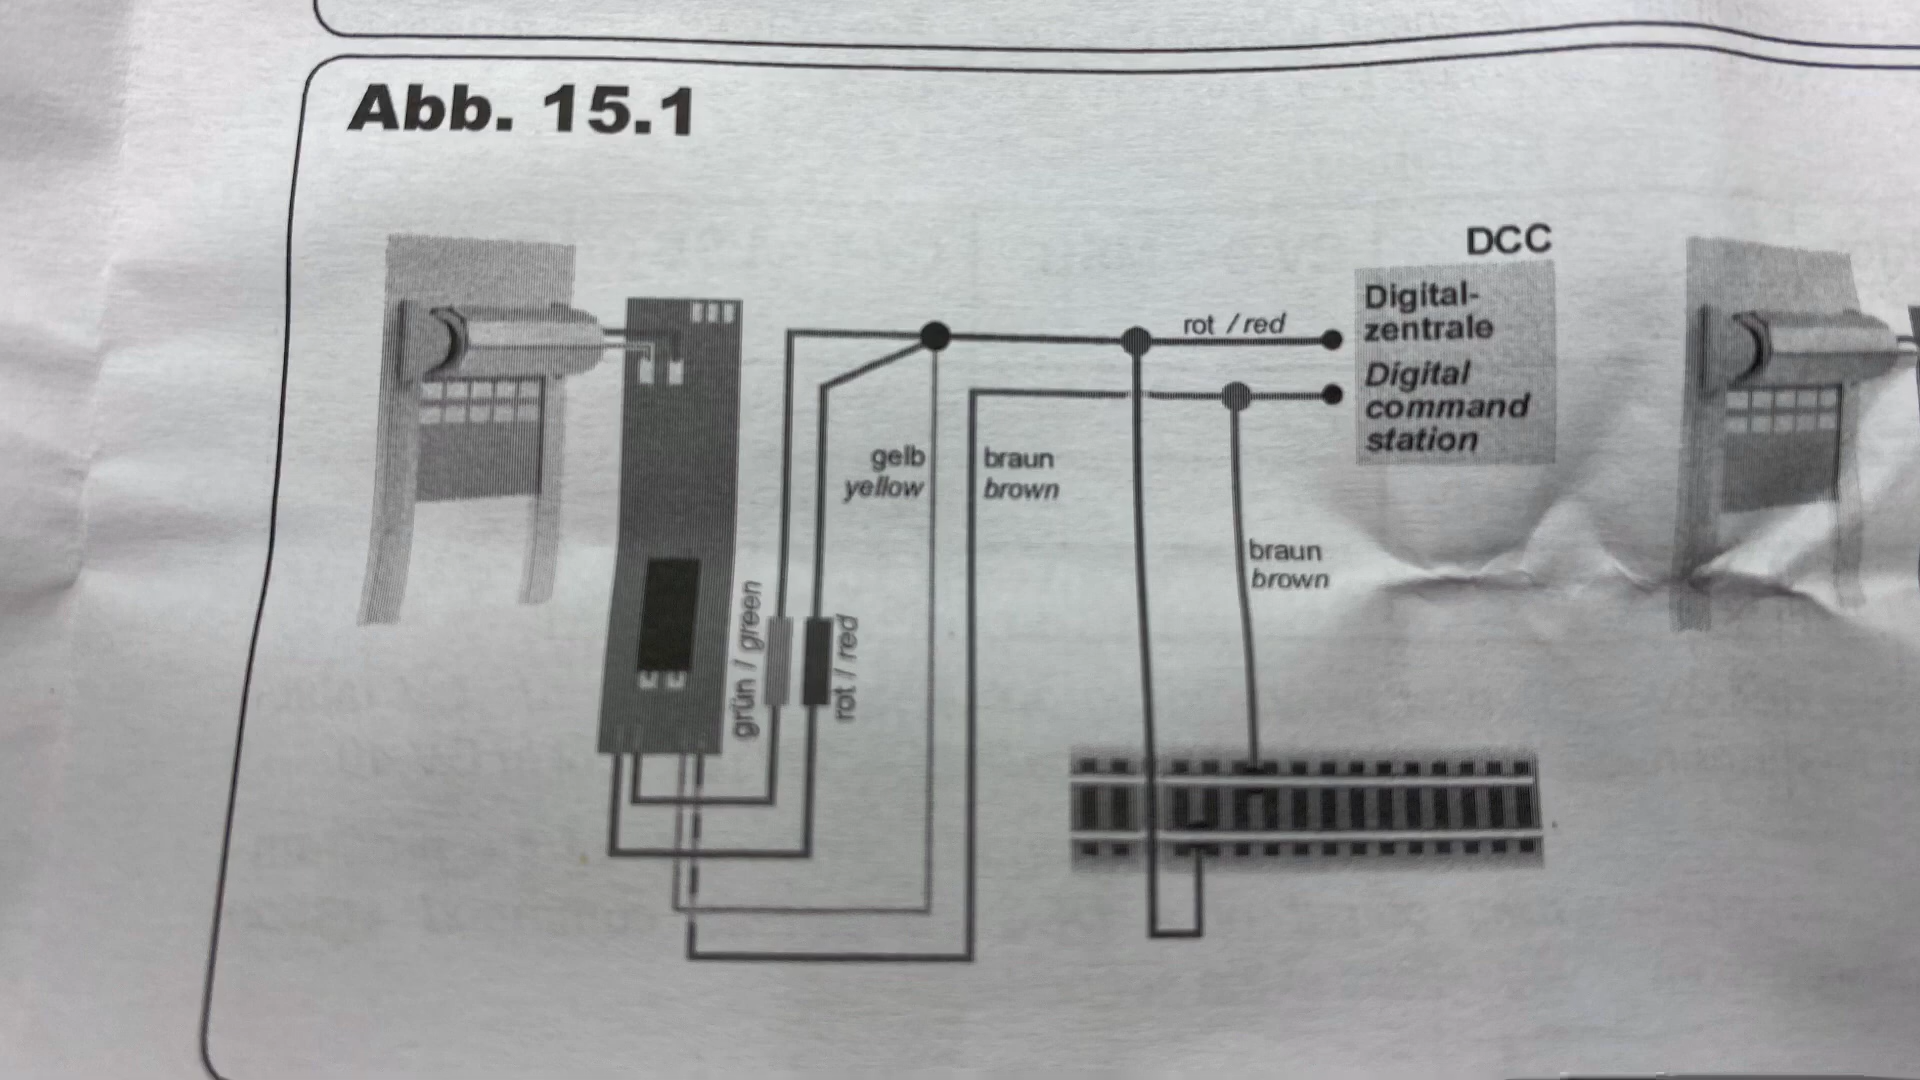 Abb. 15.1
DCC
Digital-
zentrale
Digital
command
station
rot / red
gelb
yellow
braun
brown
braun
brown
grün / green
rot / red